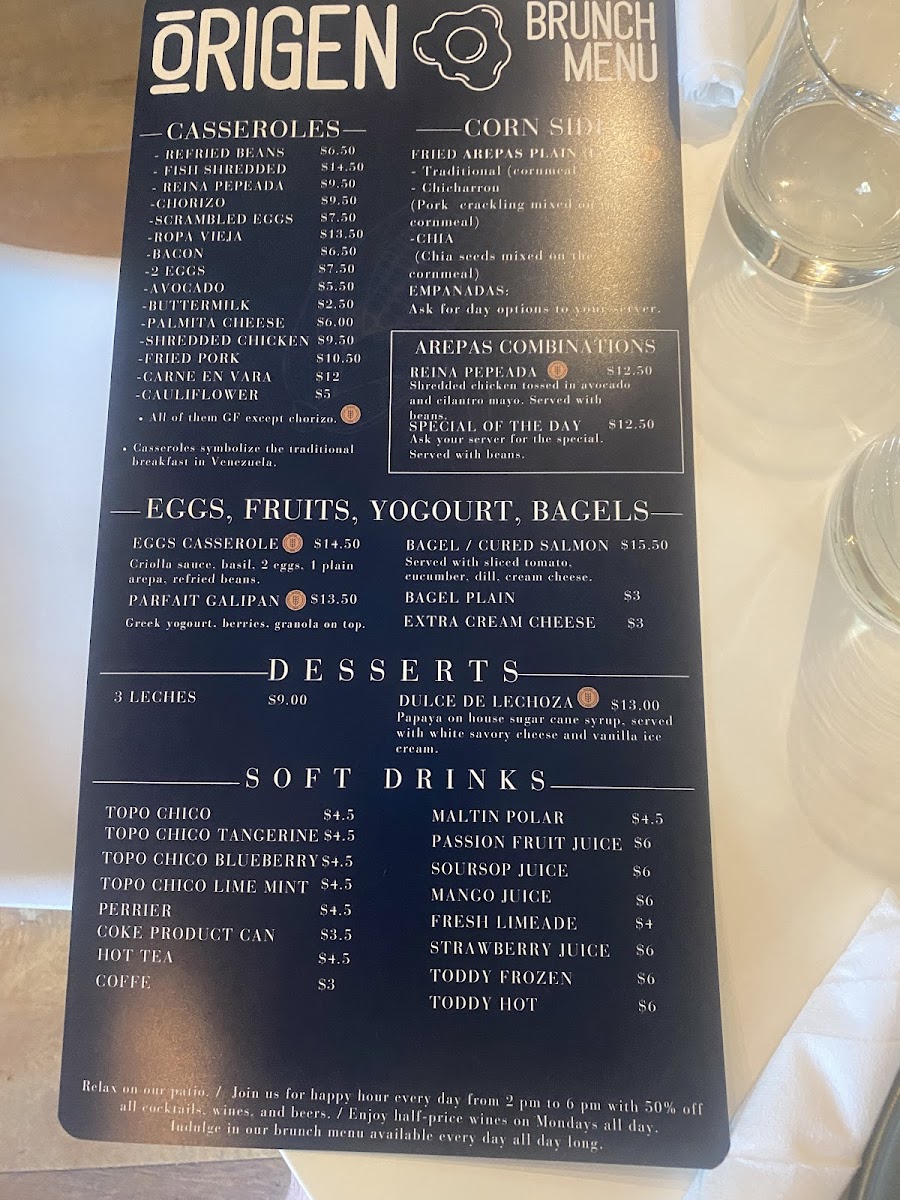 ŌRIGEN
BRUNCH
MENU
CASSEROLES
- REFRIED BEANS $6.50
- FISH SHREDDED $14.50
- REINA PEPEADA $9.50
-CHORIZO $9.50
-SCRAMBLED EGGS $7.50
-ROPA VIEJA $13.50
-BACON $6.50
-2 EGGS $7.50
-AVOCADO $5.50
-BUTTERMILK $2.50
-PALMITA CHEESE $6.00
-SHREDDED CHICKEN $9.50
-FRIED PORK $10.50
-CARNE EN VARA $12
-CAULIFLOWER $5
• All of them GF except chorizo.
• Casseroles symbolize the traditional
breakfast in Venezuela.
CORN
FRIED AREPAS PLAIN
- Traditional (cornmeal
- Chicharron
(Pork crackling mixed on the
cornmeal)
-CHIA
(Chia seeds mixed on the
cornmeal)
EMPANADAS:
Ask for day options to your server.
AREPAS COMBINATIONS
REINA PEPEADA $12.50
Shredded chicken tossed in avocado
and cilantro mayo. Served with
beans.
SPECIAL OF THE DAY $12.50
Ask your server for the special.
Served with beans.
EGGS, FRUITS, YOGOURT, BAGELS
EGGS CASSEROLE $14.50
Criolla sauce, basil, 2 eggs, 1 plain
arepa, refried beans.
PARFAIT GALIPAN $13.50
Greek yogourt, berries, granola on top.
BAGEL / CURED SALMON $15.50
Served with sliced tomato,
cucumber, dill, cream cheese.
BAGEL PLAIN $3
EXTRA CREAM CHEESE $3
DESSERTS
3 LECHES $9.00
DULCE DE LECHOZA $13.00
Papaya on house sugar cane syrup, served
with white savory cheese and vanilla ice
cream.
SOFT DRINKS
TOPO CHICO $4.5
TOPO CHICO TANGERINE $4.5
TOPO CHICO BLUEBERRY $4.5
TOPO CHICO LIME MINT $4.5
PERRIER $4.5
COKE PRODUCT CAN $3.5
HOT TEA $4.5
COFFE $3
MALTIN POLAR $4.5
PASSION FRUIT JUICE $6
SOURSOP JUICE $6
MANGO JUICE $6
FRESH LIMEADE $4
STRAWBERRY JUICE $6
TODDY FROZEN $6
TODDY HOT $6
Relax on our patio. / Join us for happy hour every day from 2 pm to 6 pm with 50% off
all cocktails, wines, and beers. / Enjoy half-price wines on Mondays all day.
Indulge in our brunch menu available every day all day long.